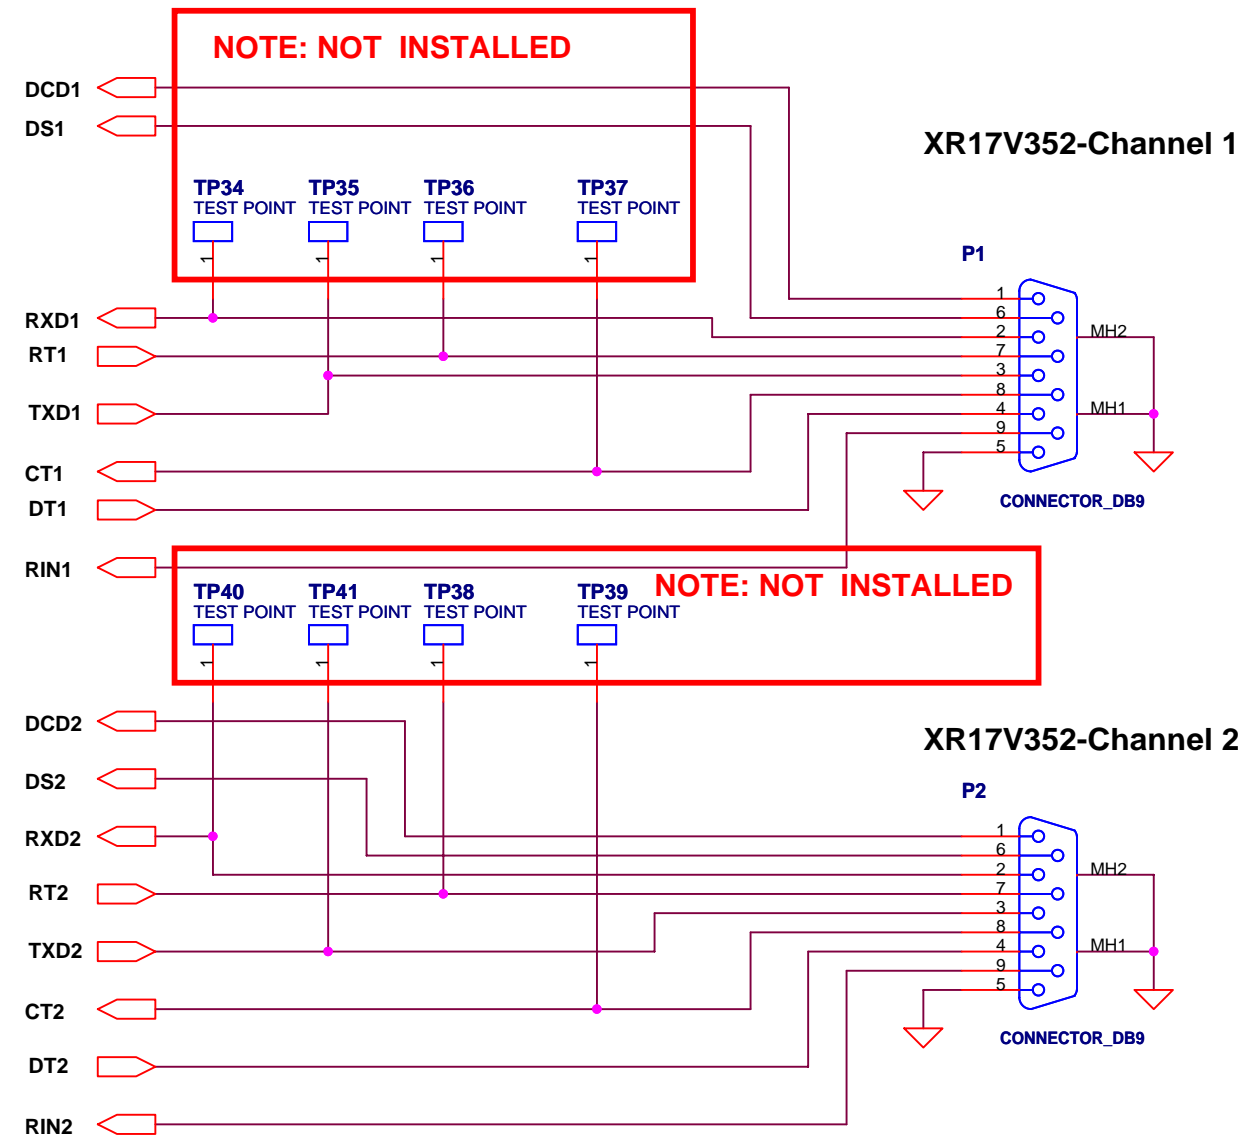 NOTE: NOT INSTALLED
DCD1
DS1
XR17V352-Channel 1
TP34 TP35 TP36 TP37
TEST POINT TEST POINT TEST POINT TEST POINT
1 1 1 1
P1
RXD1
RT1
TXD1
CT1
DT1
RIN1
1
6
2
7
3
8
4
9
5
MH2
MH1
CONNECTOR_DB9
NOTE: NOT INSTALLED
TP40 TP41 TP38 TP39
TEST POINT TEST POINT TEST POINT TEST POINT
1 1 1 1
DCD2
DS2
XR17V352-Channel 2
P2
RXD2
RT2
TXD2
CT2
DT2
RIN2
1
6
2
7
3
8
4
9
5
MH2
MH1
CONNECTOR_DB9